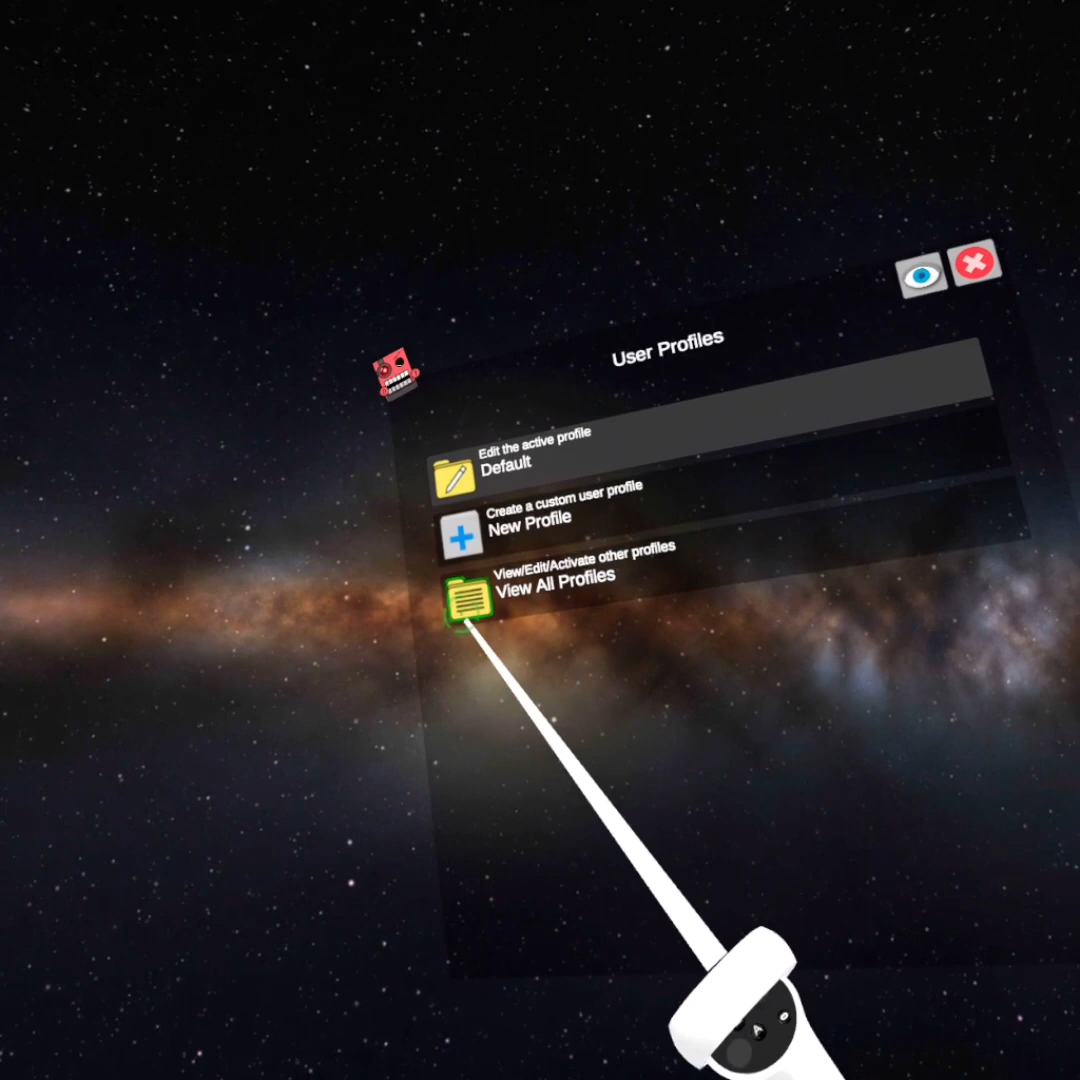 User Profiles
Edit the active profile
Default
Create a custom user profile
New Profile
View/Edit/Activate other profiles
View All Profiles
A